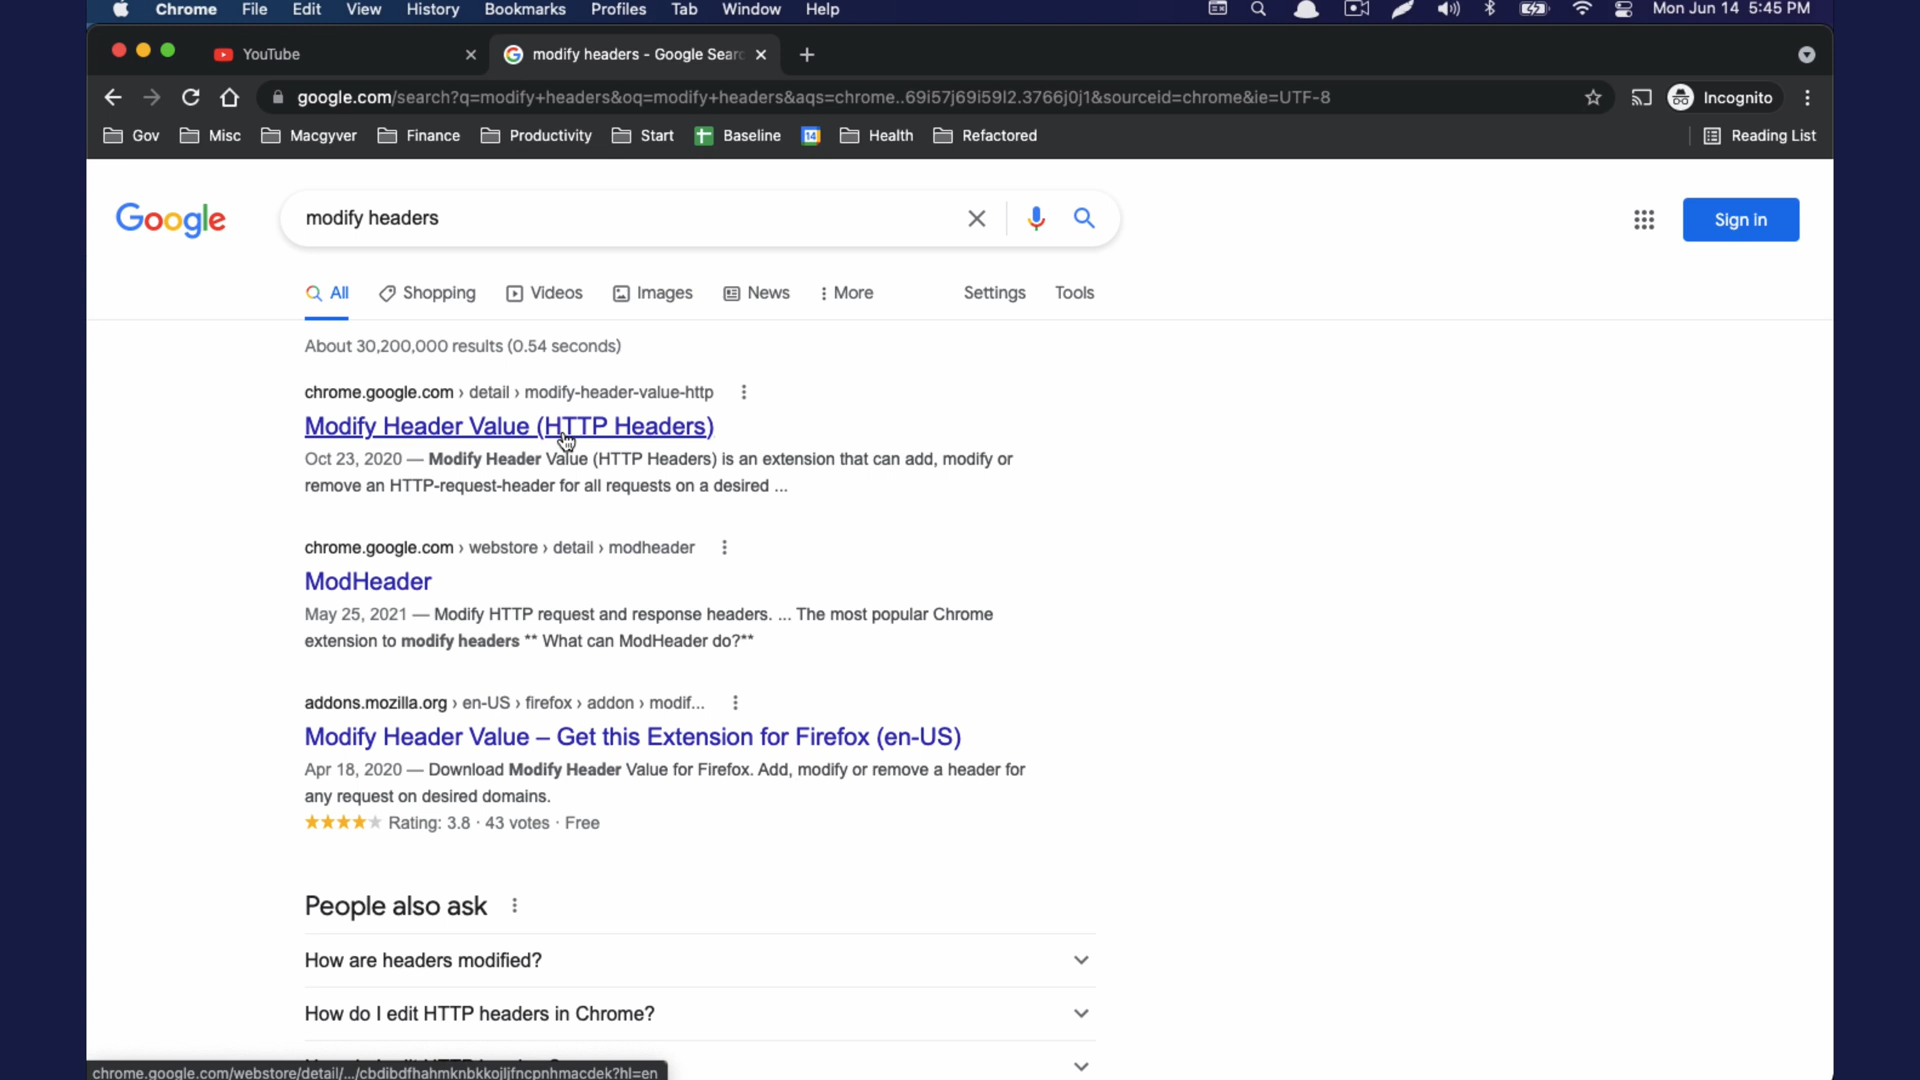 Chrome File Edit View History Bookmarks Profiles Tab Window Help Mon Jun 14 5:45 PM
YouTube modify headers - Google Sear
google.com/search?q=modify+headers&oq=modify+headers&aqs=chrome..69i57j69i59l2.3766j0j1&sourceid=chrome&ie=UTF-8 Incognito
Gov Misc Macgyver Finance Productivity Start Baseline 14 Health Refactored Reading List
Google modify headers Sign in
All Shopping Videos Images News More Settings Tools
About 30,200,000 results (0.54 seconds)
chrome.google.com › detail › modify-header-value-http
Modify Header Value (HTTP Headers)
Oct 23, 2020 — Modify Header Value (HTTP Headers) is an extension that can add, modify or
remove an HTTP-request-header for all requests on a desired ...
chrome.google.com › webstore › detail › modheader
ModHeader
May 25, 2021 — Modify HTTP request and response headers. ... The most popular Chrome
extension to modify headers ** What can ModHeader do?**
addons.mozilla.org › en-US › firefox › addon › modif...
Modify Header Value – Get this Extension for Firefox (en-US)
Apr 18, 2020 — Download Modify Header Value for Firefox. Add, modify or remove a header for
any request on desired domains.
Rating: 3.8 · 43 votes · Free
People also ask
How are headers modified?
How do I edit HTTP headers in Chrome?
chrome.google.com/webstore/detail/.../cbdibdfhahmknbkkojljfncpnhmacdek?hl=en